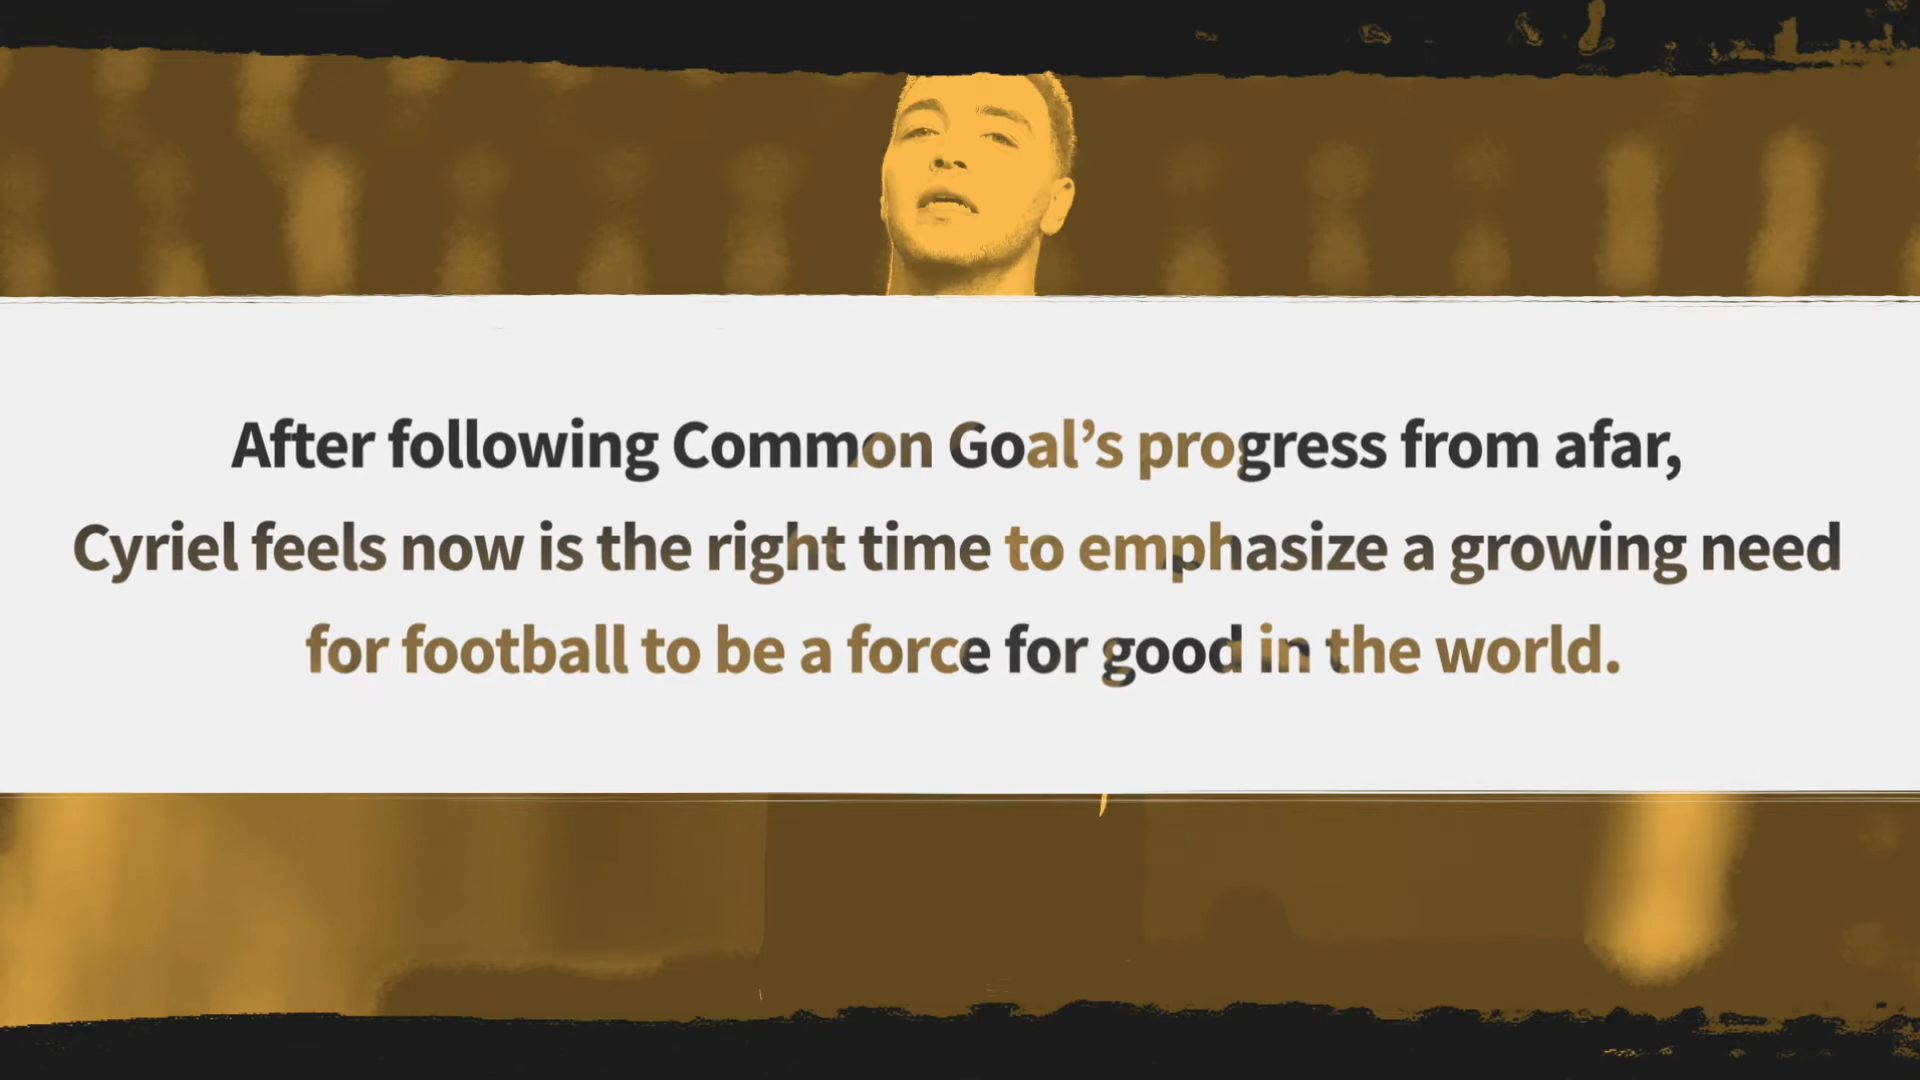 After following Common Goal’s progress from afar,
Cyriel feels now is the right time to emphasize a growing need
for football to be a force for good in the world.